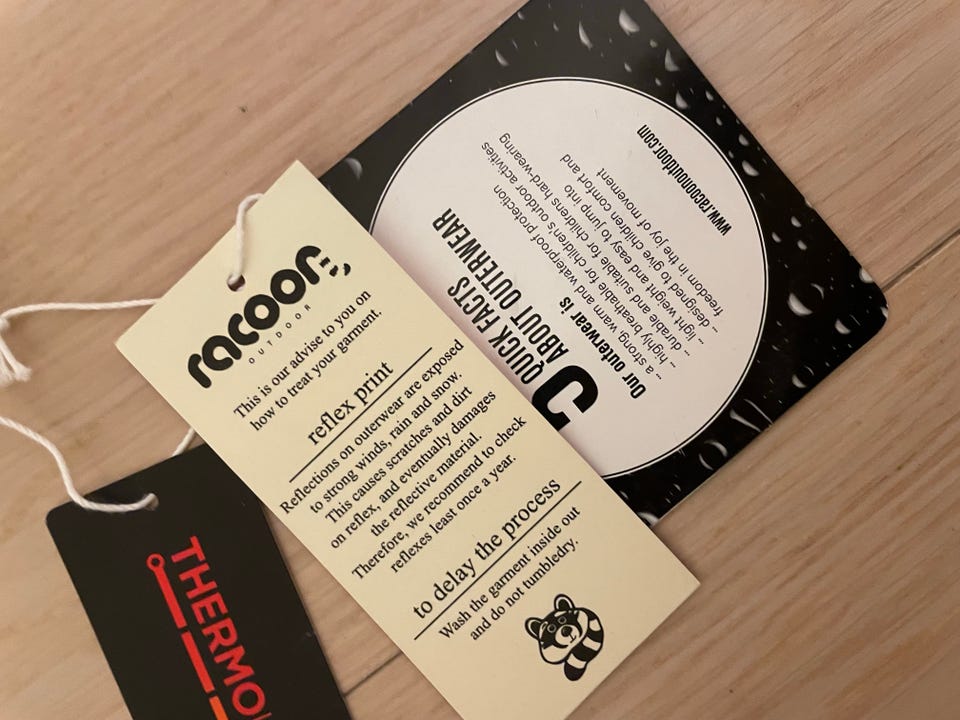 racoon
OUTDOOR
This is our advise to you on
how to treat your garment.
reflex print
Reflections on outerwear are exposed
to strong winds, rain and snow.
This causes scratches and dirt
on reflex, and eventually damages
the reflective material.
Therefore, we recommend to check
reflexes least once a year.
to delay the process
Wash the garment inside out
and do not tumbledry.
QUICK FACTS
ABOUT OUTERWEAR
Our outerwear is
... a strong, warm and waterproof protection
... highly breathable for children's outdoor activities
... durable and suitable for childrens hard-wearing
... light weight and easy to jump into
... designed to give children comfort and
freedom in the joy of movement
www.racoonoutdoor.com